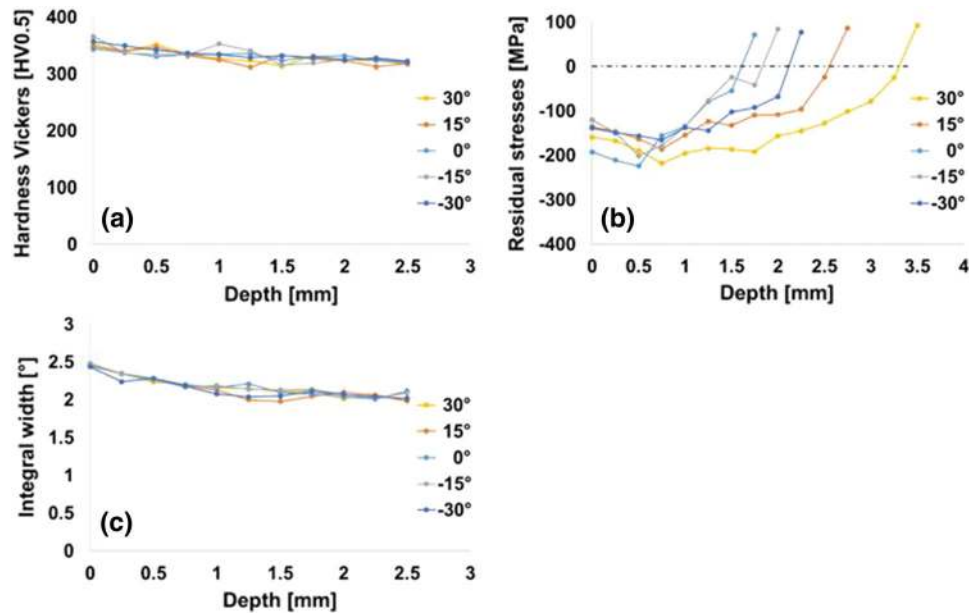 400
300
200
100
0
Hardness Vickers [HV0.5]
(a)
30°
15°
0°
-15°
-30°
0 0.5 1 1.5 2 2.5 3
Depth [mm]
100
0
-100
-200
-300
-400
Residual stresses [MPa]
(b)
30°
15°
0°
-15°
-30°
0 0.5 1 1.5 2 2.5 3 3.5 4
Depth [mm]
3
2.5
2
1.5
1
0.5
0
Integral width [°]
(c)
30°
15°
0°
-15°
-30°
0 0.5 1 1.5 2 2.5 3
Depth [mm]